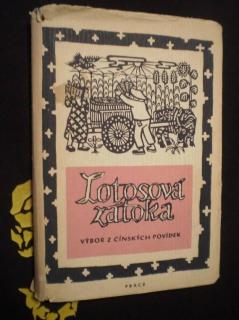 Lotosová
zátoka
VÝBOR Z ČÍNSKÝCH POVÍDEK
PRÁCE